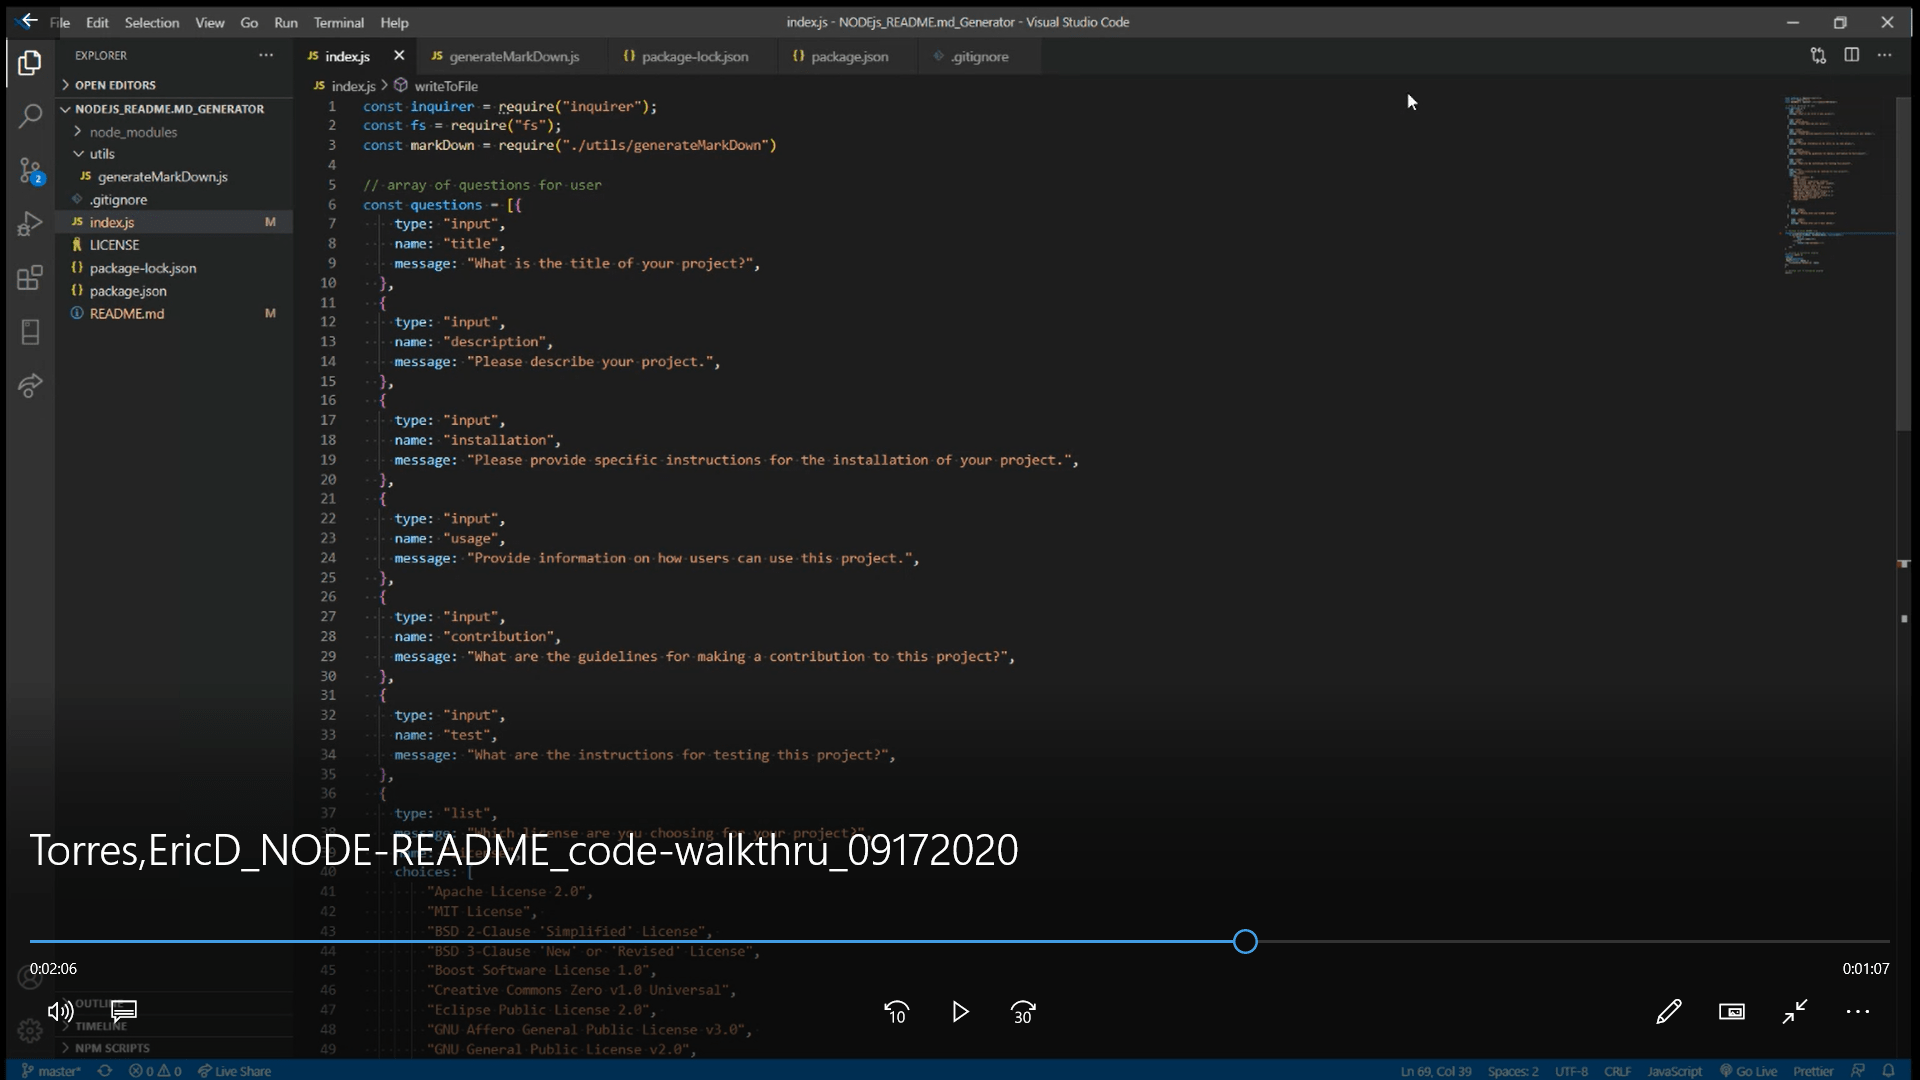 File Edit Selection View Go Run Terminal Help
index.js - NODEjs_README.md_Generator - Visual Studio Code
EXPLORER
OPEN EDITORS
NODEJS_README.MD_GENERATOR
node_modules
utils
JS generateMarkDown.js
.gitignore
JS index.js M
LICENSE
{} package-lock.json
{} package.json
README.md M
2
OUTLINE
TIMELINE
NPM SCRIPTS
JS index.js JS generateMarkDown.js {} package-lock.json {} package.json .gitignore
JS index.js > writeToFile
1 const inquirer = require("inquirer");
2 const fs = require("fs");
3 const markDown = require("./utils/generateMarkDown")
4
5 // array of questions for user
6 const questions = [{
7 type: "input",
8 name: "title",
9 message: "What is the title of your project?",
10 },
11 {
12 type: "input",
13 name: "description",
14 message: "Please describe your project.",
15 },
16 {
17 type: "input",
18 name: "installation",
19 message: "Please provide specific instructions for the installation of your project.",
20 },
21 {
22 type: "input",
23 name: "usage",
24 message: "Provide information on how users can use this project.",
25 },
26 {
27 type: "input",
28 name: "contribution",
29 message: "What are the guidelines for making a contribution to this project?",
30 },
31 {
32 type: "input",
33 name: "test",
34 message: "What are the instructions for testing this project?",
35 },
36 {
37 type: "list",
38 message: "Which license are you choosing for your project?",
Torres,EricD_NODE-README_code-walkthru_09172020
40 choices: [
41 "Apache License 2.0",
42 "MIT License",
43 "BSD 2-Clause 'Simplified' License",
44 "BSD 3-Clause 'New' or 'Revised' License",
45 "Boost Software License 1.0",
46 "Creative Commons Zero v1.0 Universal",
47 "Eclipse Public License 2.0",
48 "GNU Affero General Public License v3.0",
49 "GNU General Public License v2.0",
0:02:06
0:01:07
10
30
master* 0 0 Live Share
Ln 69, Col 39 Spaces: 2 UTF-8 CRLF JavaScript Go Live Prettier